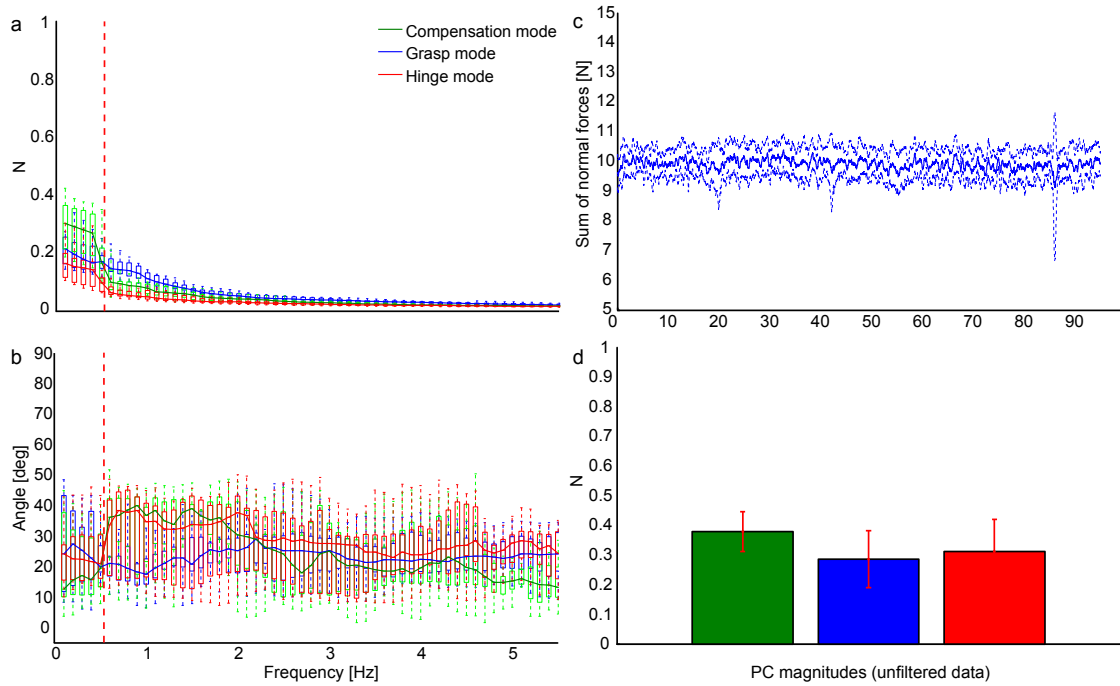 a
1
0.8
0.6
0.4
0.2
0
N
Compensation mode
Grasp mode
Hinge mode
b
90
80
70
60
50
40
30
20
10
0
Angle [deg]
0 1 2 3 4 5
Frequency [Hz]
c
15
14
13
12
11
10
9
8
7
6
5
Sum of normal forces [N]
0 10 20 30 40 50 60 70 80 90
d
1
0.9
0.8
0.7
0.6
0.5
0.4
0.3
0.2
0.1
0
N
PC magnitudes (unfiltered data)